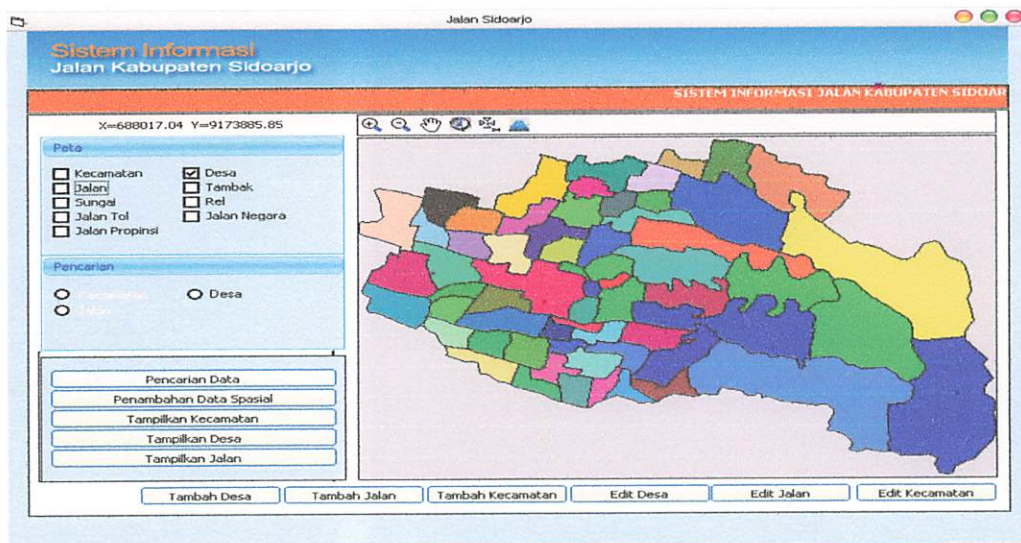 Jalan Sidoarjo
Sistem Informasi
Jalan Kabupaten Sidoarjo
SISTEM INFORMASI JALAN KABUPATEN SIDOAR
X=688017.04 Y=9173885.85
Peta
Kecamatan Desa
Jalan Tambak
Sungai Rel
Jalan Tol Jalan Negara
Jalan Propinsi
Pencarian
Kecamatan Desa
Jalan
Pencarian Data
Penambahan Data Spasial
Tampilkan Kecamatan
Tampilkan Desa
Tampilkan Jalan
Tambah Desa Tambah Jalan Tambah Kecamatan Edit Desa Edit Jalan Edit Kecamatan